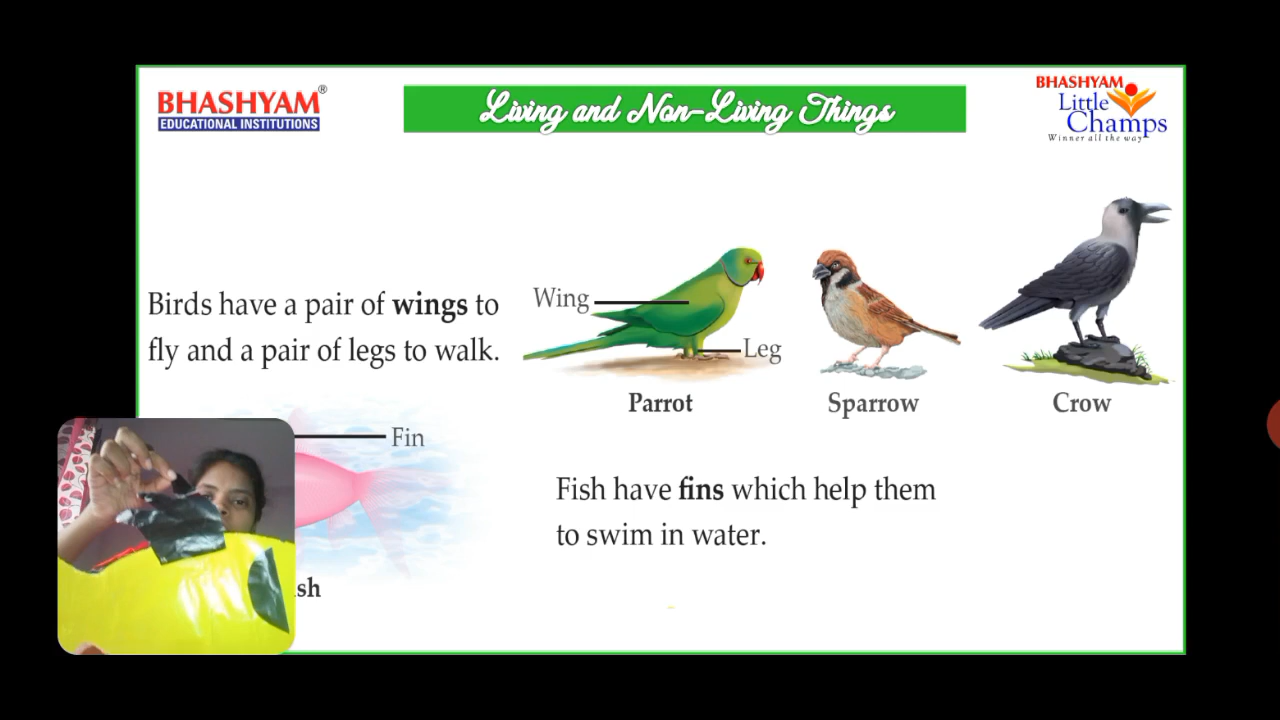 BHASHYAM®
EDUCATIONAL INSTITUTIONS
Living and Non-Living Things
BHASHYAM
Little
Champs
Winner all the way
Birds have a pair of wings to
fly and a pair of legs to walk.
Wing
Leg
Parrot
Sparrow
Crow
Fin
Fish have fins which help them
to swim in water.